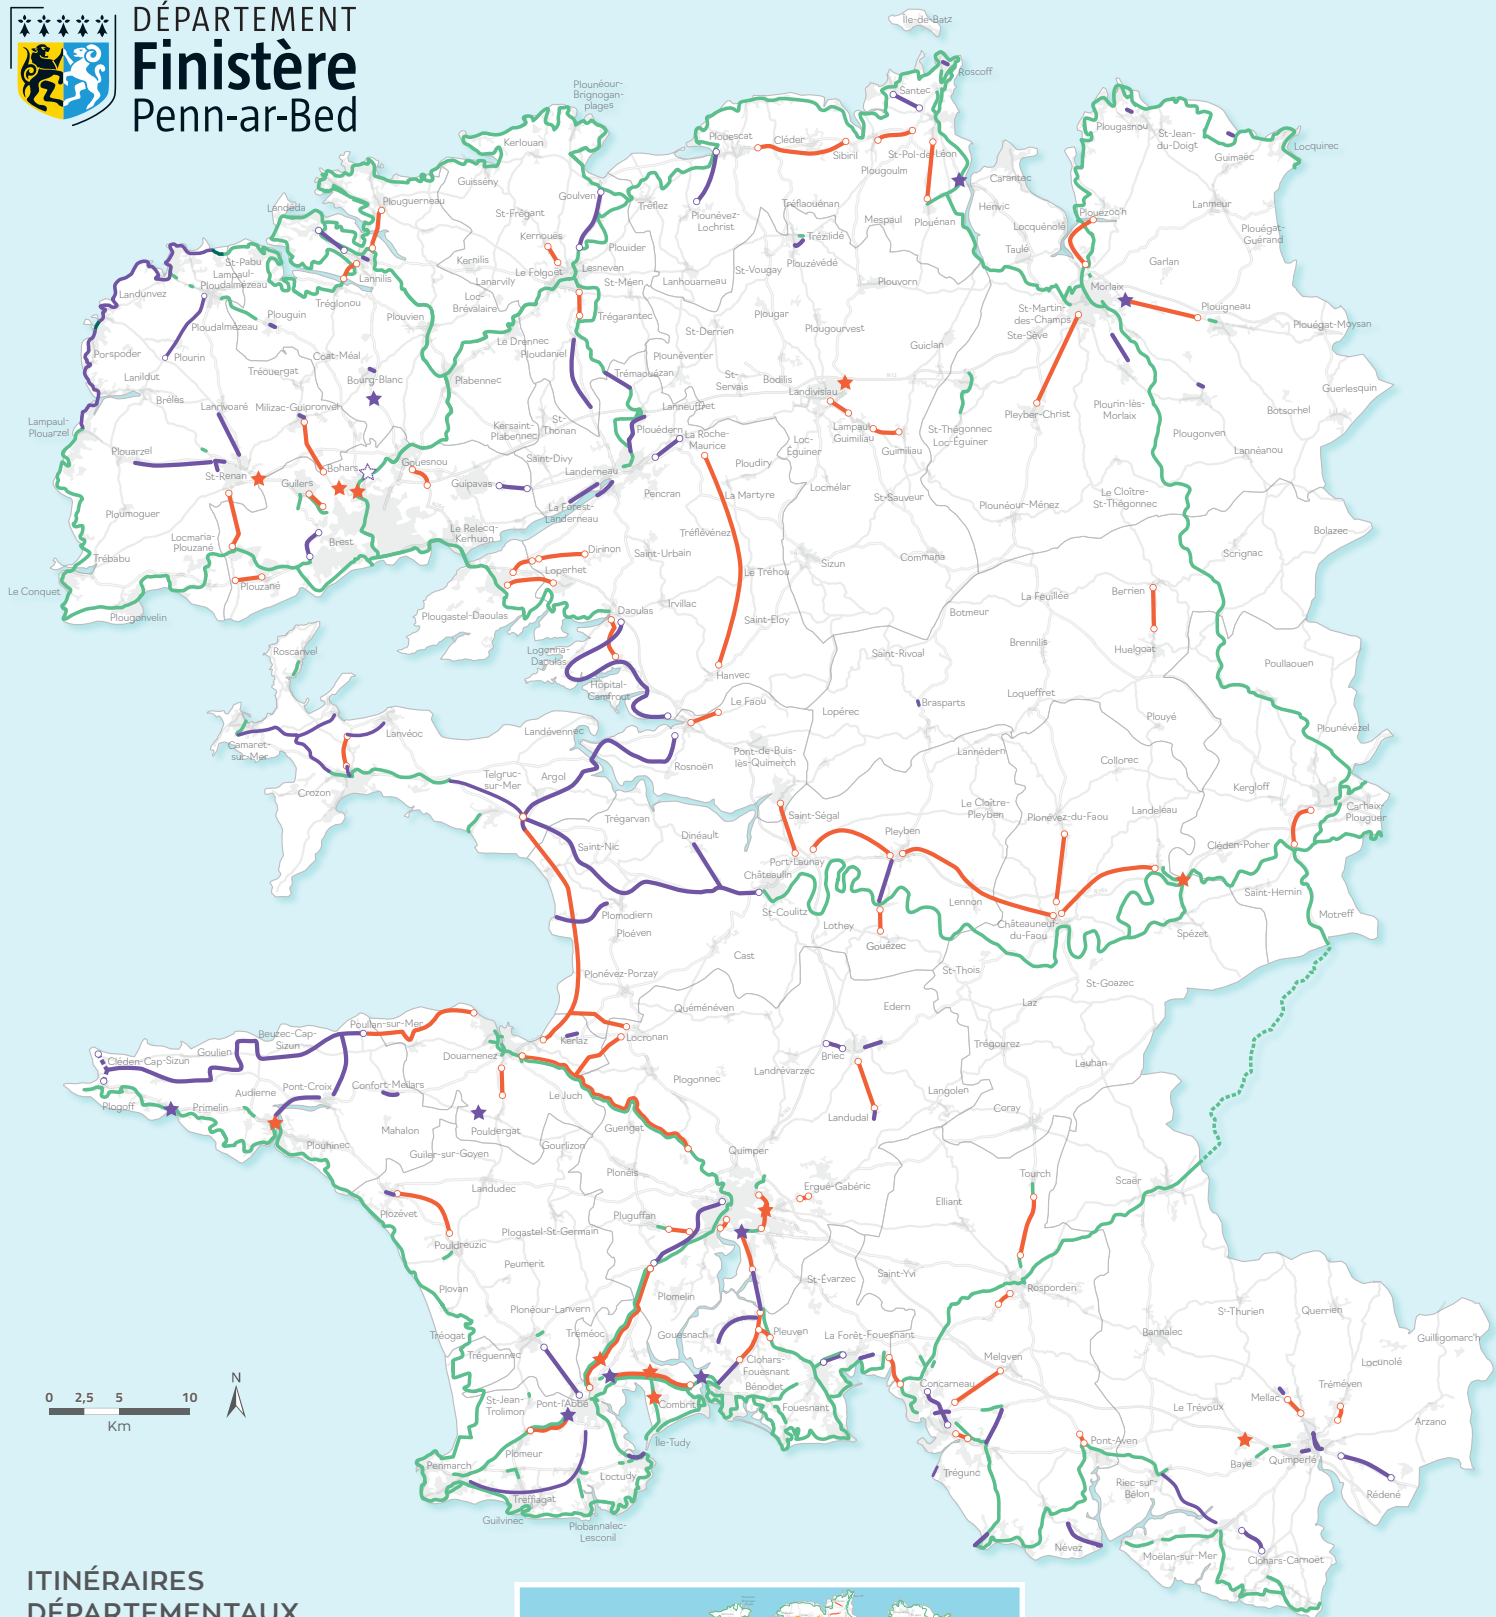 DÉPARTEMENT
Finistère
Penn-ar-Bed
Île-de-Batz
Roscoff
Santec
Plounéour-
Brignogan-
plages
Kerlouan
Plouescat
Cléder
Sibiril
St-Pol-de-Léon
Plougoulm
Plougasnou
St-Jean-
du-Doigt
Guimaëc
Locquirec
Carantec
Henvic
Guissény
Goulven
Plouguerneau
Landéda
St-Frégant
Tréflez
Plounévez-
Lochrist
Tréflaouénan
Mespaul
Plouénan
Locquénolé
Taulé
Plouezoc'h
Lanmeur
Plouégat-
Guérand
Kernouës
Plouider
Trézilidé
Plouzévédé
Garlan
St-Pabu
Lampaul-
Ploudalmézeau
Lannilis
Kernilis
Lanarvily
Le Folgoët
Lesneven
St-Méen
Lanhouarneau
St-Vougay
Plouvorn
Morlaix
Landunvez
Tréglonou
Loc-
Brévalaire
Plouguin
Plouvien
Trégarantec
Plougar
Plougourvest
St-Martin-
des-Champs
Ste-Sève
Plouigneau
Plouégat-Moysan
Ploudalmézeau
St-Derrien
Guiclan
Porspoder
Plourin
Coat-Méal
Le Drennec
Ploudaniel
Plounéventer
Lanildut
Tréouergat
Bourg-Blanc
Plabennec
Trémaouézan
St-
Servais
Bodilis
Landivisiau
Guerlesquin
Brélès
Lanrivoaré
Milizac-Guipronvel
Lanneuffret
Pleyber-Christ
Plourin-lès-
Morlaix
Botsorhel
Lampaul-
Plouarzel
Kersaint-
Plabennec
St-
Thonan
Plouédern
La Roche-
Maurice
Loc-
Éguiner
Lampaul-
Guimiliau
Guimiliau
St-Thégonnec
Loc-Éguiner
Plougonven
Lannéanou
Plouarzel
St-Renan
Bohars
Gouesnou
Guipavas
Saint-Divy
Landerneau
Ploudiry
Guilers
Pencran
La Martyre
Locmélar
St-Sauveur
Plounéour-Ménez
Le Cloître-
St-Thégonnec
Ploumoguer
La Forest-
Landerneau
Bolazec
Locmaria-
Plouzané
Brest
Le Relecq-
Kerhuon
Tréflévénez
Trébabu
Dirinon
Saint-Urbain
Loperhet
Le Tréhou
Sizun
Commana
Scrignac
Le Conquet
Plouzané
Plougonvelin
Plougastel-Daoulas
Daoulas
Irvillac
Saint-Eloy
Botmeur
La Feuillée
Berrien
Brennilis
Huelgoat
Roscanvel
Logonna-
Daoulas
Saint-Rivoal
Poullaouen
Hôpital-
Camfrout
Hanvec
Le Faou
Lopérec
Brasparts
Loqueffret
Plouyé
Plounévézel
Camaret-
sur-Mer
Lanvéoc
Landévennec
Pont-de-Buis-
lès-Quimerch
Rosnoën
Lannédern
Collorec
Crozon
Telgruc-
sur-Mer
Argol
Kergloff
Trégarvan
Dinéault
Saint-Ségal
Pleyben
Le Cloître-
Pleyben
Plonévez-du-Faou
Landeleau
Carhaix-
Plouguer
Saint-Nic
Port-Launay
Châteaulin
Cléden-Poher
Saint-Hernin
Plomodiern
St-Coulitz
Lothey
Lennon
Châteauneuf-
du-Faou
Spézet
Motreff
Ploéven
Gouézec
Cast
Plonévez-Porzay
St-Thois
St-Goazec
Laz
Quéménéven
Edern
Poullan-sur-Mer
Beuzec-Cap-
Sizun
Goulien
Cléden-Cap-Sizun
Kerlaz
Locronan
Briec
Trégourez
Leuhan
Douarnenez
Audierne
Pont-Croix
Confort-Meilars
Le Juch
Plogonnec
Landrévarzec
Langolen
Plogoff
Primelin
Mahalon
Pouldergat
Guengat
Landudal
Coray
Plouhinec
Guiler-sur-Goyen
Gourlizon
Quimper
Landudec
Plonéis
Ergué-Gabéric
Tourch
Scaër
Plozévet
Pluguffan
Elliant
Plogastel-St-Germain
Pouldreuzic
Peumerit
St-Évarzec
Saint-Yvi
Plovan
Plomelin
Rosporden
Plonéour-Lanvern
Tréogat
Tréméoc
Gouesnach
Pleuven
La Forêt-Fouesnant
St-Thurien
Querrien
Bannalec
Guilligomarc'h
Tréguennec
Clohars-
Fouesnant
Melgven
Locunolé
St-Jean-
Trolimon
Pont-l'Abbé
Combrit
Bénodet
Fouesnant
Concarneau
Mellac
Tréméven
Le Trévoux
Arzano
Plomeur
Île-Tudy
Penmarch
Loctudy
Trégunc
Pont-Aven
Baye
Quimperlé
Riec-sur-
Bélon
Rédené
Treffiagat
Guilvinec
Plobannalec-
Lesconil
Névez
Moëlan-sur-Mer
Clohars-Carnoët
N
0 2,5 5 10
Km
ITINÉRAIRES
DÉPARTEMENTAUX